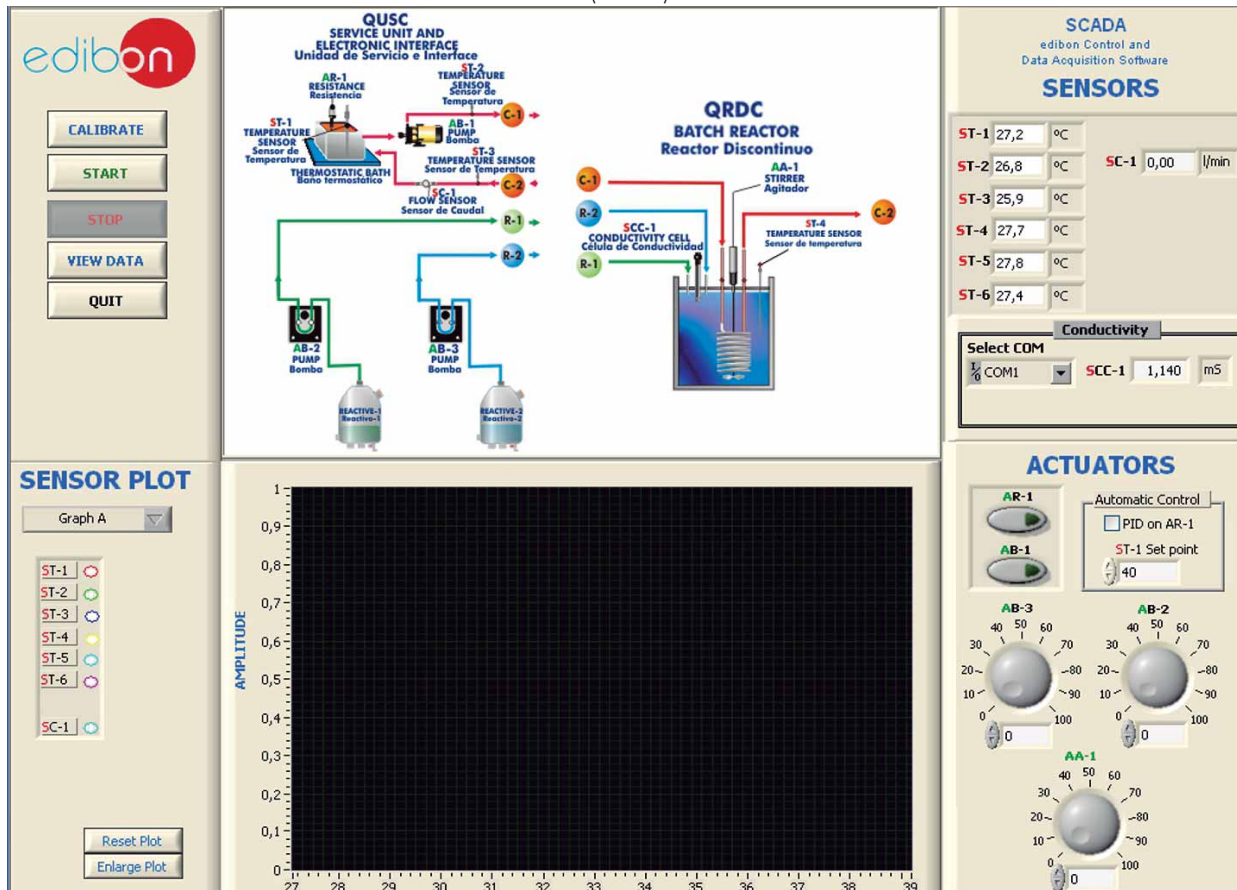 edibon
CALIBRATE
START
STOP
VIEW DATA
QUIT
QUSC
SERVICE UNIT AND
ELECTRONIC INTERFACE
Unidad de Servicio e Interface
AR-1
RESISTANCE
Resistencia
ST-2
TEMPERATURE
SENSOR
Sensor de
Temperatura
C-1
ST-1
TEMPERATURE
SENSOR
Sensor de
Temperatura
AB-1
PUMP
Bomba
ST-3
TEMPERATURE SENSOR
Sensor de Temperatura
THERMOSTATIC BATH
Baño termostático
C-2
SC-1
FLOW SENSOR
Sensor de Caudal
R-1
R-2
AB-2
PUMP
Bomba
AB-3
PUMP
Bomba
REACTIVE-1
Reactivo-1
REACTIVE-2
Reactivo-2
QRDC
BATCH REACTOR
Reactor Discontinuo
AA-1
STIRRER
Agitador
C-1
R-2
C-2
SCC-1
CONDUCTIVITY CELL
Célula de Conductividad
ST-4
TEMPERATURE SENSOR
Sensor de temperatura
R-1
SCADA
edibon Control and
Data Acquisition Software
SENSORS
ST-1 27,2 ºC
ST-2 26,8 ºC
SC-1 0,00 l/min
ST-3 25,9 ºC
ST-4 27,7 ºC
ST-5 27,8 ºC
ST-6 27,4 ºC
Conductivity
Select COM
I/0 COM1
SCC-1 1,140 mS
SENSOR PLOT
Graph A
ST-1
ST-2
ST-3
ST-4
ST-5
ST-6
SC-1
Reset Plot
Enlarge Plot
AMPLITUDE
1
0,9
0,8
0,7
0,6
0,5
0,4
0,3
0,2
0,1
0
27 28 29 30 31 32 33 34 35 36 37 38 39
ACTUATORS
AR-1
AB-1
Automatic Control
PID on AR-1
ST-1 Set point
40
AB-3
0 10 20 30 40 50 60 70 80 90 100
0
AB-2
0 10 20 30 40 50 60 70 80 90 100
0
AA-1
0 10 20 30 40 50 60 70 80 90 100
0